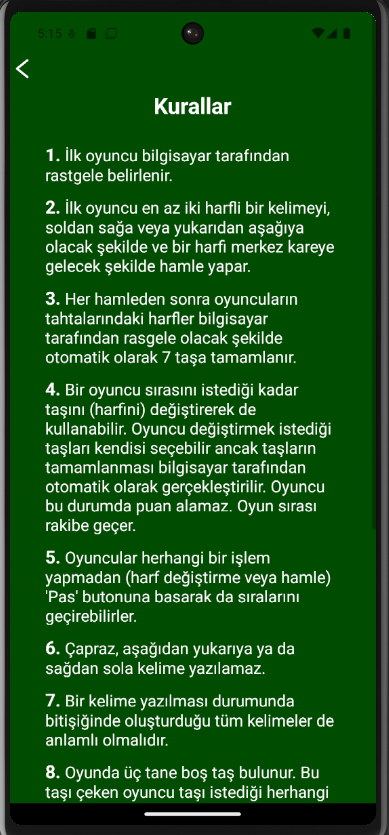 5:15
Kurallar
1. İlk oyuncu bilgisayar tarafından
rastgele belirlenir.
2. İlk oyuncu en az iki harfli bir kelimeyi,
soldan sağa veya yukarıdan aşağıya
olacak şekilde ve bir harfi merkez kareye
gelecek şekilde hamle yapar.
3. Her hamleden sonra oyuncuların
tahtalarındaki harfler bilgisayar
tarafından rasgele olacak şekilde
otomatik olarak 7 taşa tamamlanır.
4. Bir oyuncu sırasını istediği kadar
taşını (harfini) değiştirerek de
kullanabilir. Oyuncu değiştirmek istediği
taşları kendisi seçebilir ancak taşların
tamamlanması bilgisayar tarafından
otomatik olarak gerçekleştirilir. Oyuncu
bu durumda puan alamaz. Oyun sırası
rakibe geçer.
5. Oyuncular herhangi bir işlem
yapmadan (harf değiştirme veya hamle)
'Pas' butonuna basarak da sıralarını
geçirebilirler.
6. Çapraz, aşağıdan yukarıya ya da
sağdan sola kelime yazılamaz.
7. Bir kelime yazılması durumunda
bitişiğinde oluşturduğu tüm kelimeler de
anlamlı olmalıdır.
8. Oyunda üç tane boş taş bulunur. Bu
taşı çeken oyuncu taşı istediği herhangi